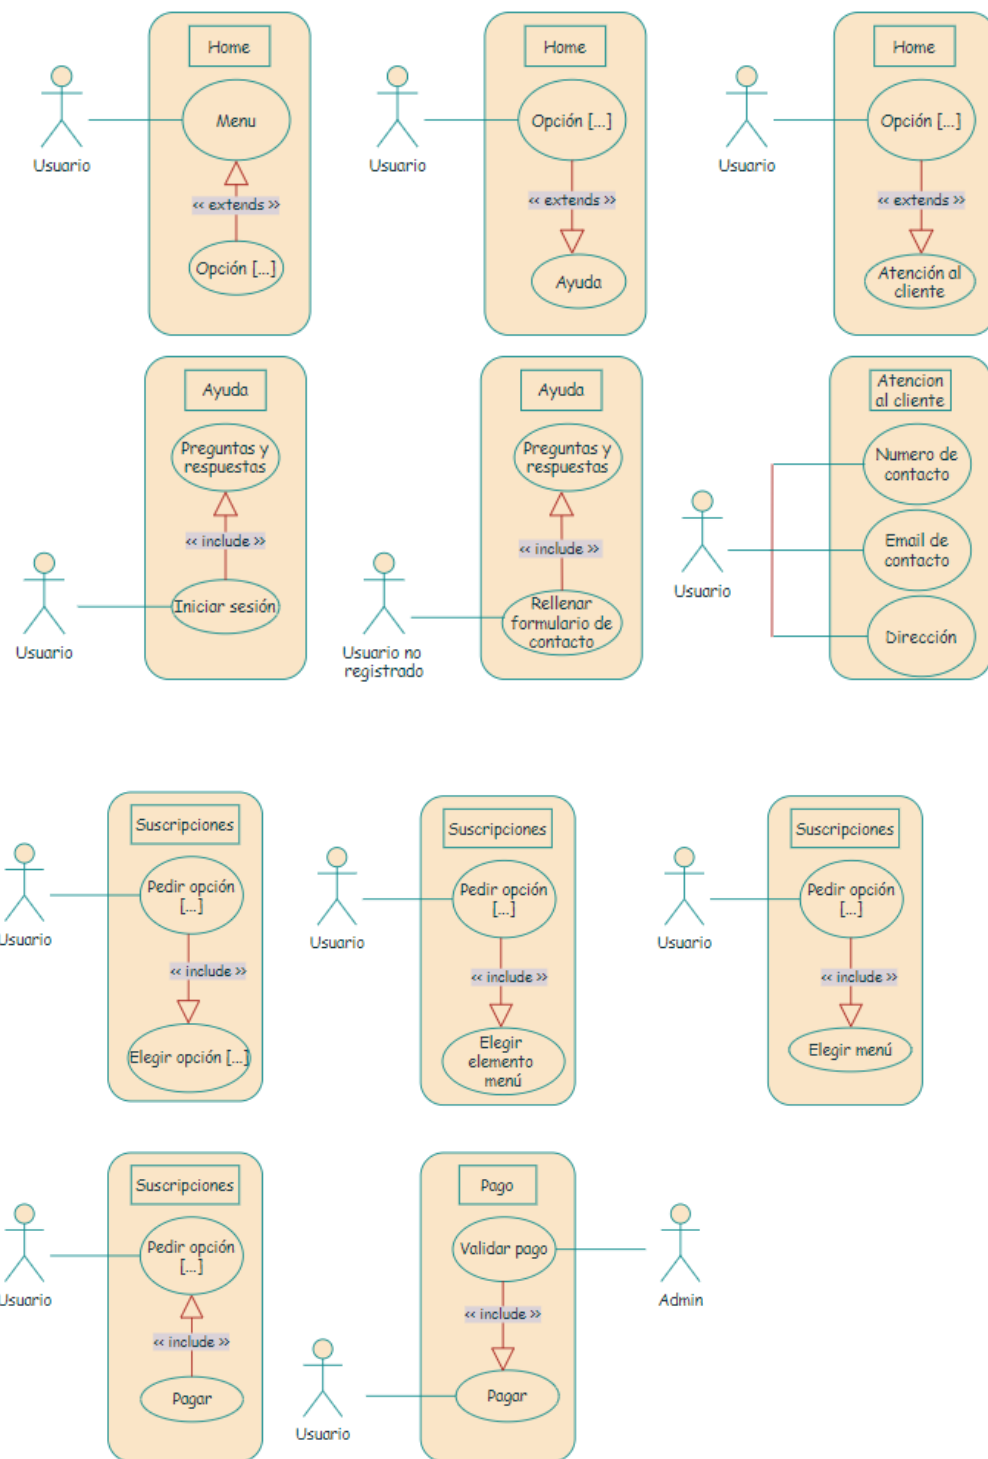 Home
Menu
<< extends >>
Opción [...]
Usuario
Home
Opción [...]
<< extends >>
Ayuda
Usuario
Home
Opción [...]
<< extends >>
Atención al
cliente
Usuario
Ayuda
Preguntas y
respuestas
<< include >>
Iniciar sesión
Usuario
Ayuda
Preguntas y
respuestas
<< include >>
Rellenar
formulario de
contacto
Usuario no
registrado
Atencion
al cliente
Numero de
contacto
Email de
contacto
Dirección
Usuario
Suscripciones
Pedir opción
[...]
<< include >>
Elegir opción [...]
Usuario
Suscripciones
Pedir opción
[...]
<< include >>
Elegir
elemento
menú
Usuario
Suscripciones
Pedir opción
[...]
<< include >>
Elegir menú
Usuario
Suscripciones
Pedir opción
[...]
<< include >>
Pagar
Usuario
Pago
Validar pago
<< include >>
Pagar
Usuario
Admin